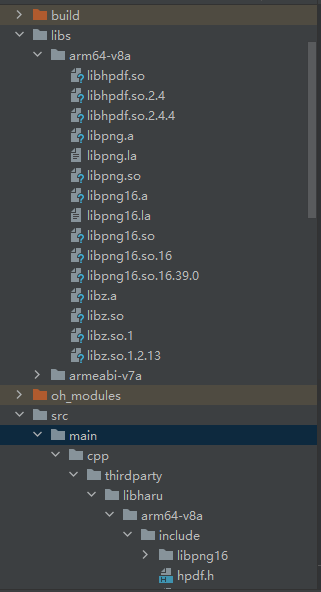 build
libs
arm64-v8a
libhpdf.so
libhpdf.so.2.4
libhpdf.so.2.4.4
libpng.a
libpng.la
libpng.so
libpng16.a
libpng16.la
libpng16.so
libpng16.so.16
libpng16.so.16.39.0
libz.a
libz.so
libz.so.1
libz.so.1.2.13
armeabi-v7a
oh_modules
src
main
cpp
thirdparty
libharu
arm64-v8a
include
libpng16
hpdf.h